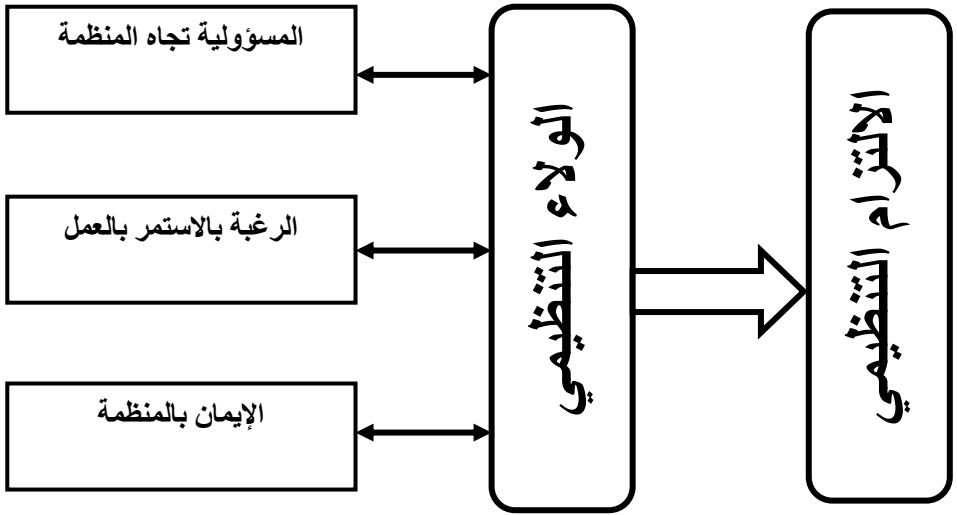 المسؤولية تجاه المنظمة
الرغبة بالاستمر بالعمل
الإيمان بالمنظمة
الولاء التنظيمي
الالتزام التنظيمي